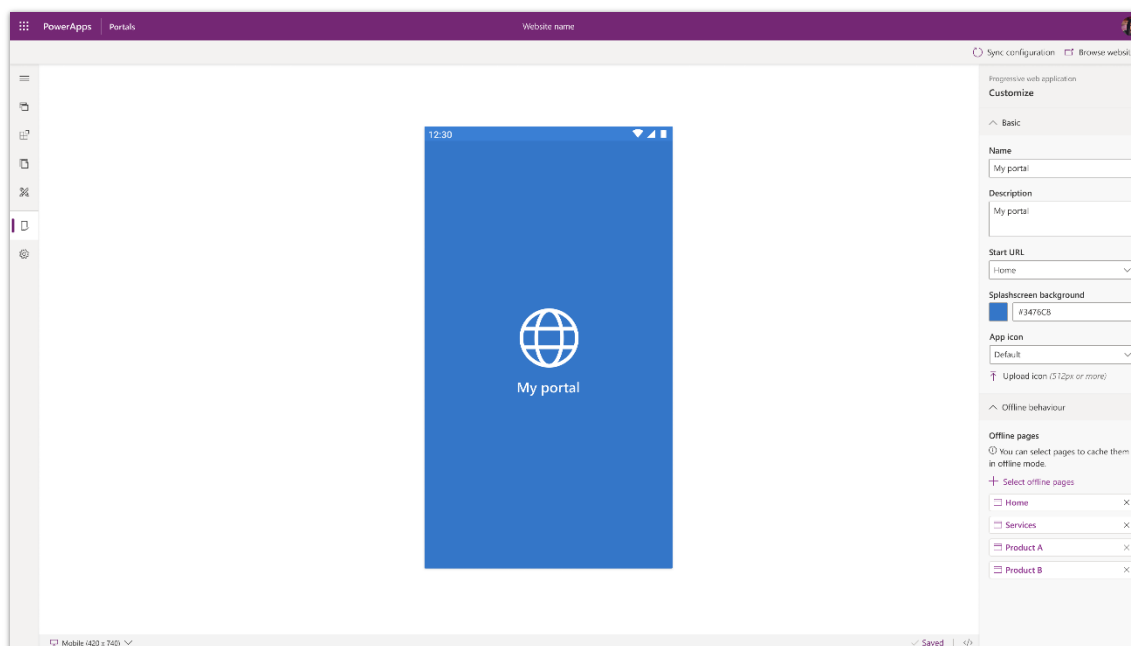 PowerApps
Portals
Website name
Sync configuration
Browse websit
Progressive web application
Customize
Basic
Name
My portal
Description
My portal
Start URL
Home
Splashscreen background
#3476C8
App icon
Default
Upload icon (512px or more)
Offline behaviour
Offline pages
You can select pages to cache them
in offline mode.
Select offline pages
Home
Services
Product A
Product B
12:30
My portal
Mobile (420 x 740)
Saved